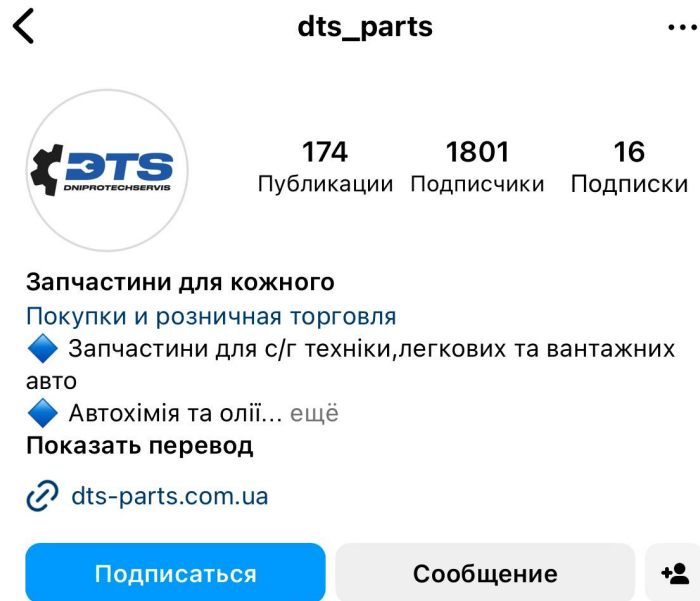 dts_parts
DTS
DNIPROTECHSERVIS
174 1801 16
Публикации Подписчики Подписки
Запчастини для кожного
Покупки и розничная торговля
🔷 Запчастини для с/г техніки,легкових та вантажних
авто
🔷 Автохімія та олії... ещё
Показать перевод
dts-parts.com.ua
Подписаться Сообщение